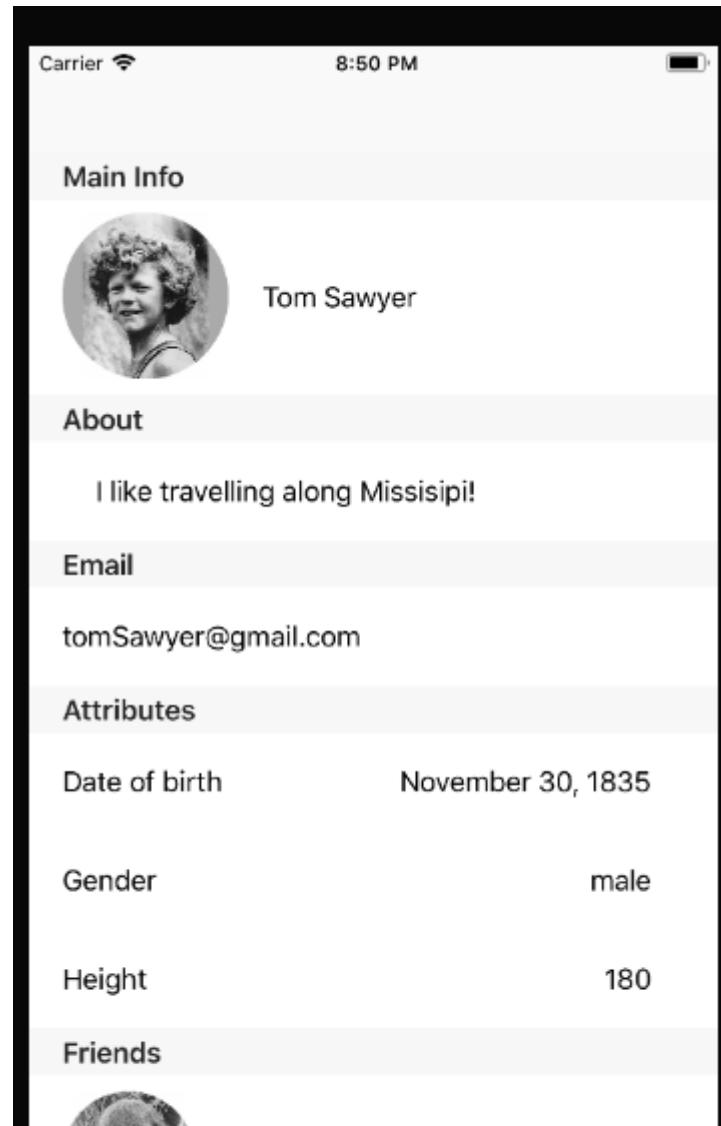 Carrier
8:50 PM
Main Info
Tom Sawyer
About
I like travelling along Missisipi!
Email
tomSawyer@gmail.com
Attributes
Date of birth November 30, 1835
Gender male
Height 180
Friends